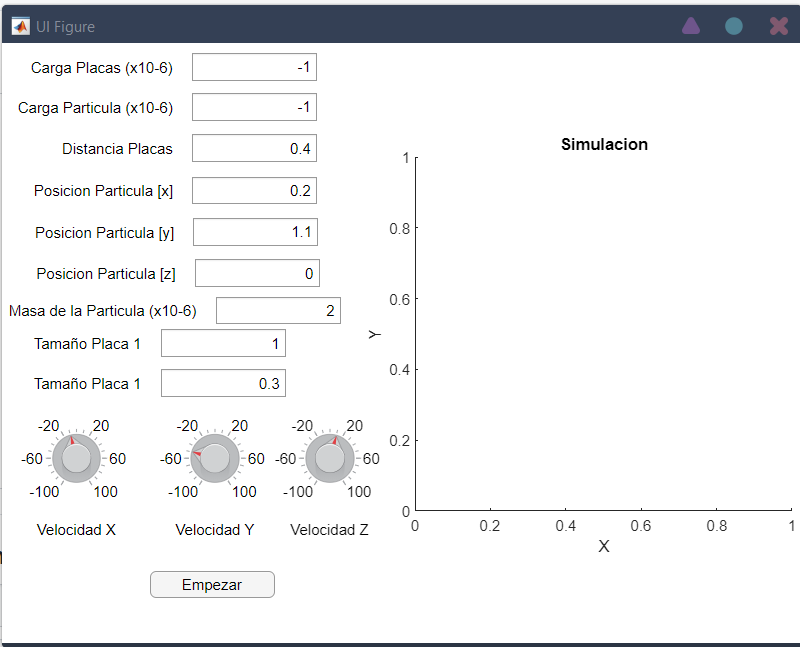 UI Figure
Carga Placas (x10-6) -1
Carga Particula (x10-6) -1
Distancia Placas 0.4
Posicion Particula [x] 0.2
Posicion Particula [y] 1.1
Posicion Particula [z] 0
Masa de la Particula (x10-6) 2
Tamaño Placa 1 1
Tamaño Placa 1 0.3
-20 20
-60 60
-100 100
Velocidad X
-20 20
-60 60
-100 100
Velocidad Y
-20 20
-60 60
-100 100
Velocidad Z
Empezar
Simulacion
1
0.8
0.6
0.4
0.2
0
Y
0 0.2 0.4 0.6 0.8 1
X